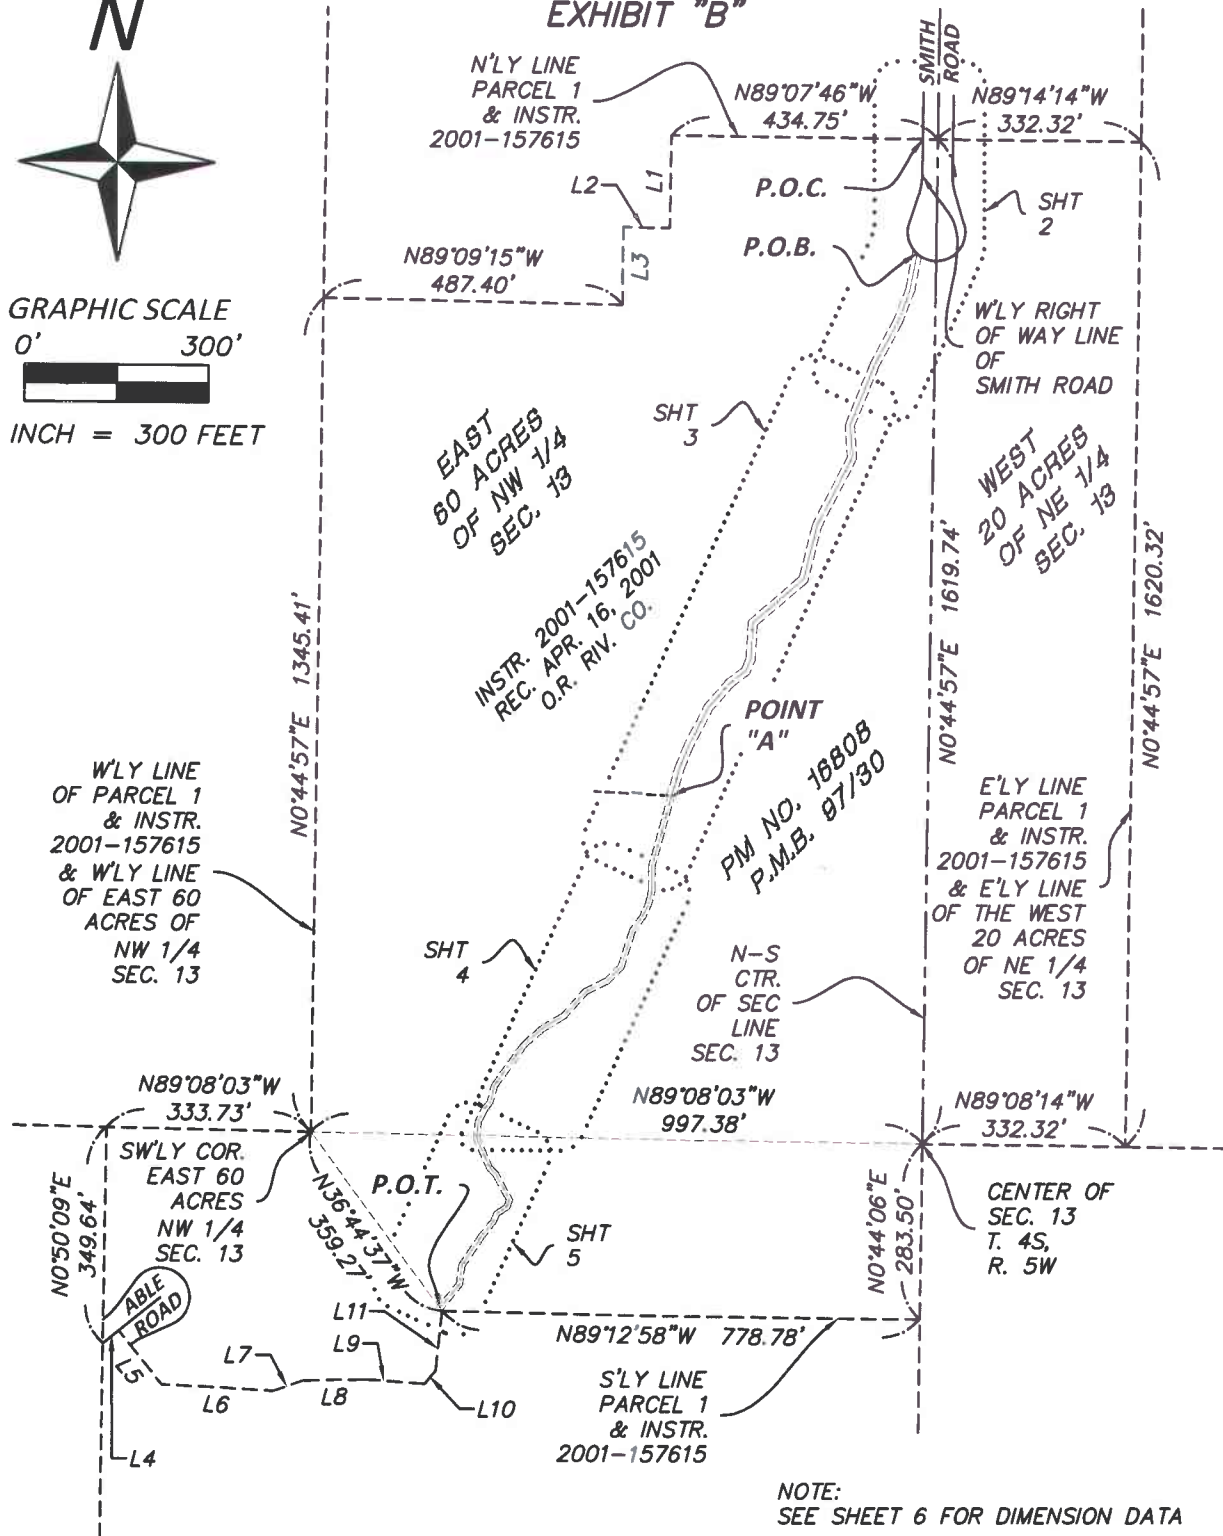 N
EXHIBIT "B"
SMITH
ROAD
N'LY LINE
PARCEL 1
& INSTR.
2001-157615
N89°07'46"W
434.75'
N89°14'14"W
332.32'
L1
L2
L3
P.O.C.
SHT
2
P.O.B.
N89°09'15"W
487.40'
GRAPHIC SCALE
0' 300'
INCH = 300 FEET
W'LY RIGHT
OF WAY LINE
OF
SMITH ROAD
SHT
3
EAST
60 ACRES
OF NW 1/4
SEC. 13
WEST
20 ACRES
OF NE 1/4
SEC. 13
INSTR. 2001-157615
REC. APR. 16, 2001
O.R. RIV. CO.
N0°44'57"E 1345.41'
N0°44'57"E 1619.74'
N0°44'57"E 1620.32'
POINT
"A"
PM NO. 16808
P.M.B. 97/30
W'LY LINE
OF PARCEL 1
& INSTR.
2001-157615
& W'LY LINE
OF EAST 60
ACRES OF
NW 1/4
SEC. 13
E'LY LINE
PARCEL 1
& INSTR.
2001-157615
& E'LY LINE
OF THE WEST
20 ACRES
OF NE 1/4
SEC. 13
SHT
4
N-S
CTR.
OF SEC
LINE
SEC. 13
N89°08'03"W
333.73'
N89°08'03"W
997.38'
N89°08'14"W
332.32'
SW'LY COR.
EAST 60
ACRES
NW 1/4
SEC. 13
N0°50'09"E
349.64'
N36°44'37"W
359.27'
P.O.T.
SHT
5
N0°44'06"E
283.50'
CENTER OF
SEC. 13
T. 4S,
R. 5W
ABLE
ROAD
L11
L9
L7
L5
L6
L8
L10
L4
N89°12'58"W 778.78'
S'LY LINE
PARCEL 1
& INSTR.
2001-157615
NOTE:
SEE SHEET 6 FOR DIMENSION DATA